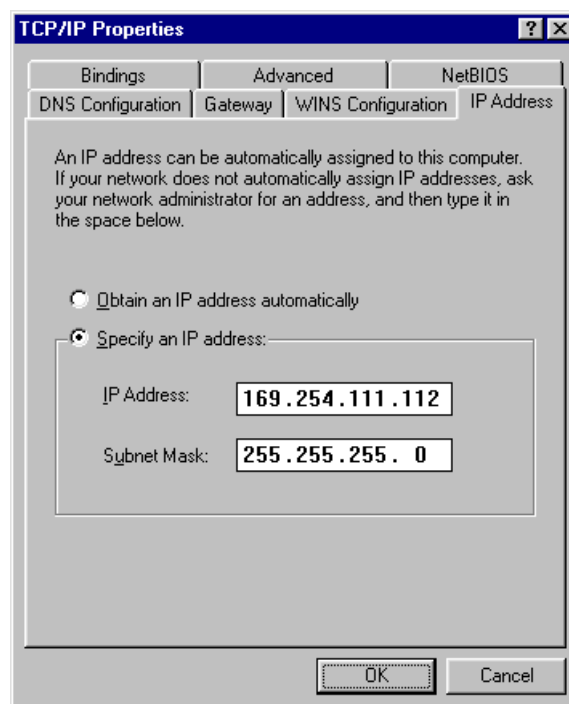 TCP/IP Properties
Bindings Advanced NetBIOS
DNS Configuration Gateway WINS Configuration IP Address
An IP address can be automatically assigned to this computer.
If your network does not automatically assign IP addresses, ask
your network administrator for an address, and then type it in
the space below.
Obtain an IP address automatically
Specify an IP address:
IP Address: 169.254.111.112
Subnet Mask: 255.255.255. 0
OK Cancel